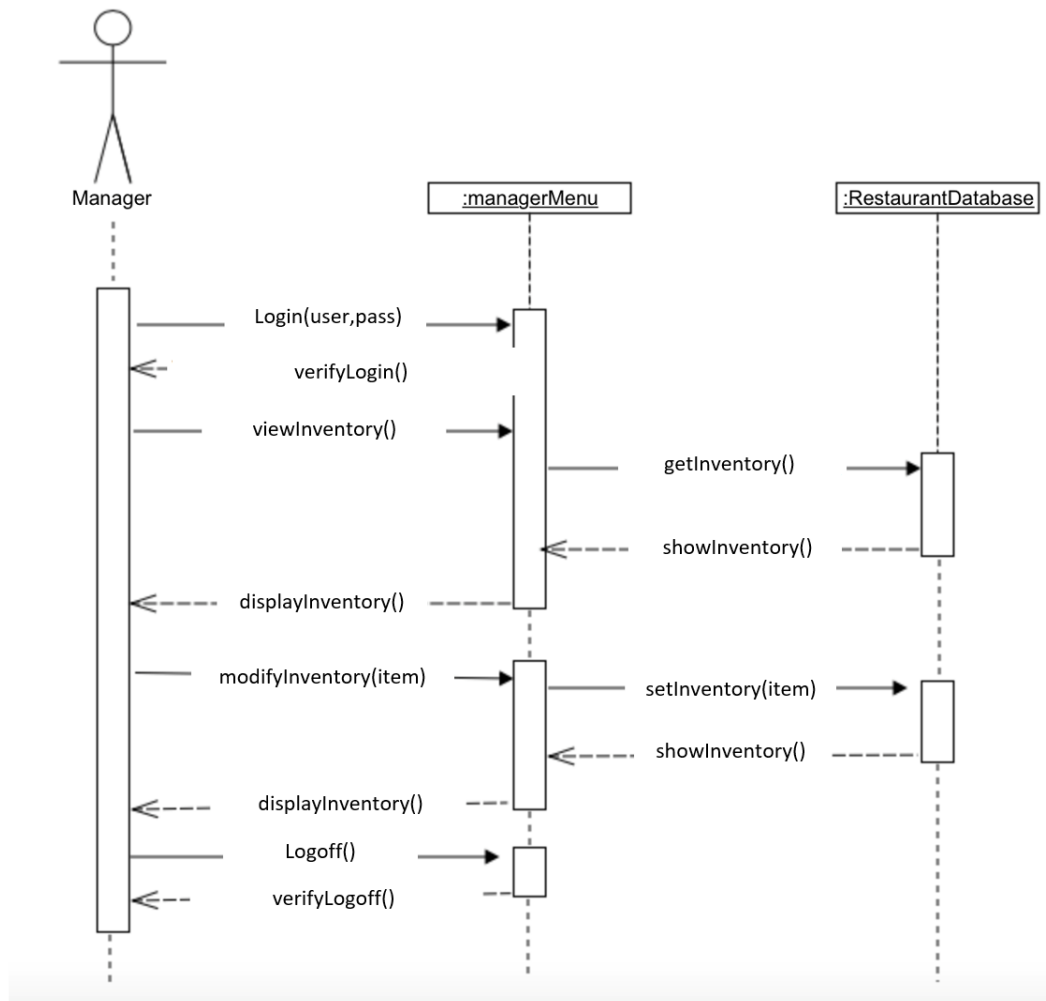 Manager
:managerMenu
:RestaurantDatabase
Login(user,pass)
verifyLogin()
viewInventory()
getInventory()
showInventory()
displayInventory()
modifyInventory(item)
setInventory(item)
showInventory()
displayInventory()
Logoff()
verifyLogoff()